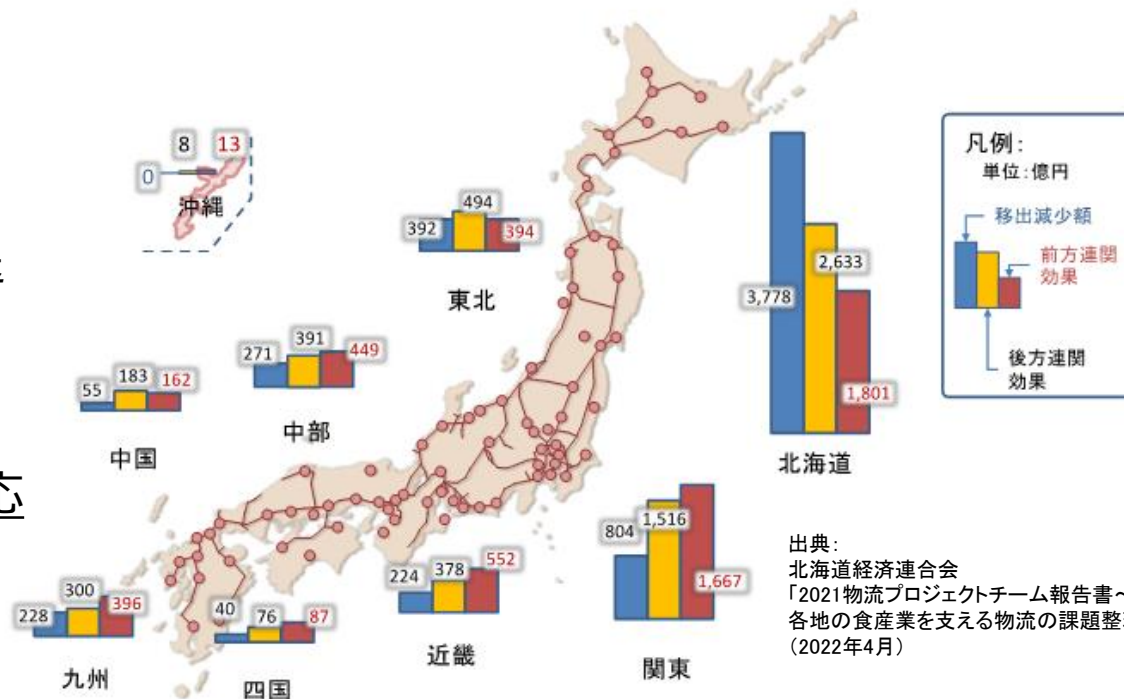 8 13
0
沖縄
494
392 394
東北
391
271 449
中部
183
55 162
中国
300
228 396
九州
40 76 87
四国
378
224 552
近畿
1,516
804
1,667
関東
2,633
3,778
1,801
北海道
凡例:
単位:億円
移出減少額
前方連関
効果
後方連関
効果
応
出典:
北海道経済連合会
「2021物流プロジェクトチーム報告書~
各地の食産業を支える物流の課題整
(2022年4月)